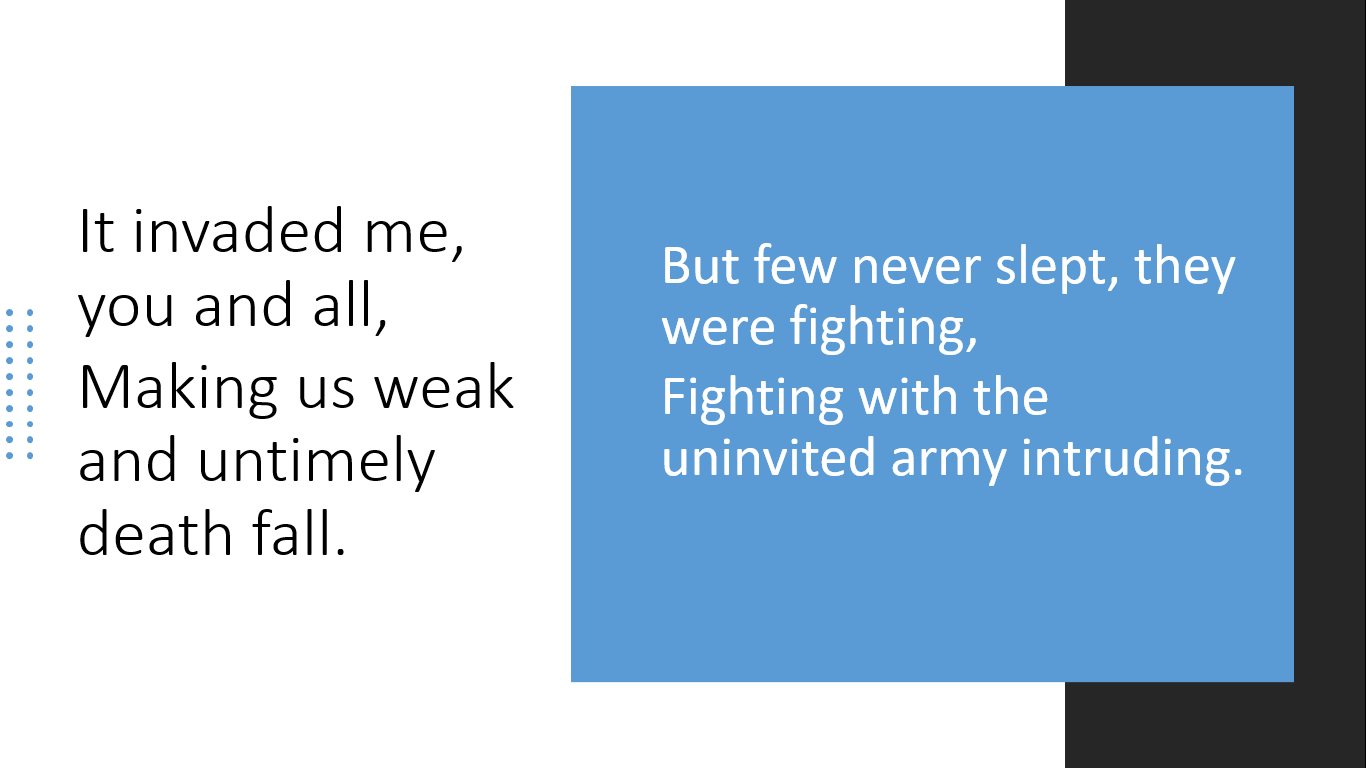 It invaded me,
you and all,
Making us weak
and untimely
death fall.
But few never slept, they
were fighting,
Fighting with the
uninvited army intruding.